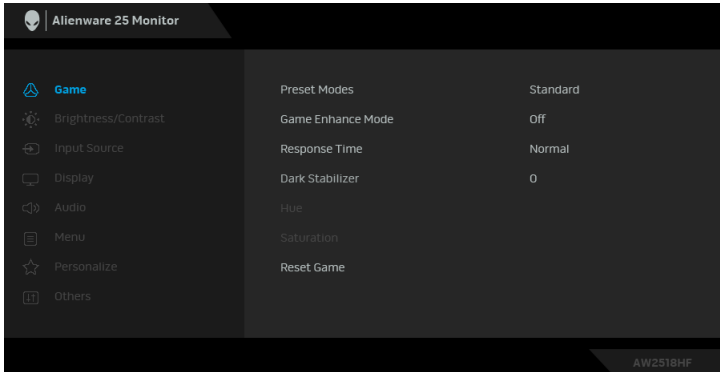 Alienware 25 Monitor
Game
Preset Modes Standard
Brightness/Contrast
Game Enhance Mode Off
Input Source
Response Time Normal
Display
Dark Stabilizer 0
Audio
Hue
Menu
Saturation
Personalize
Reset Game
Others
AW2518HF